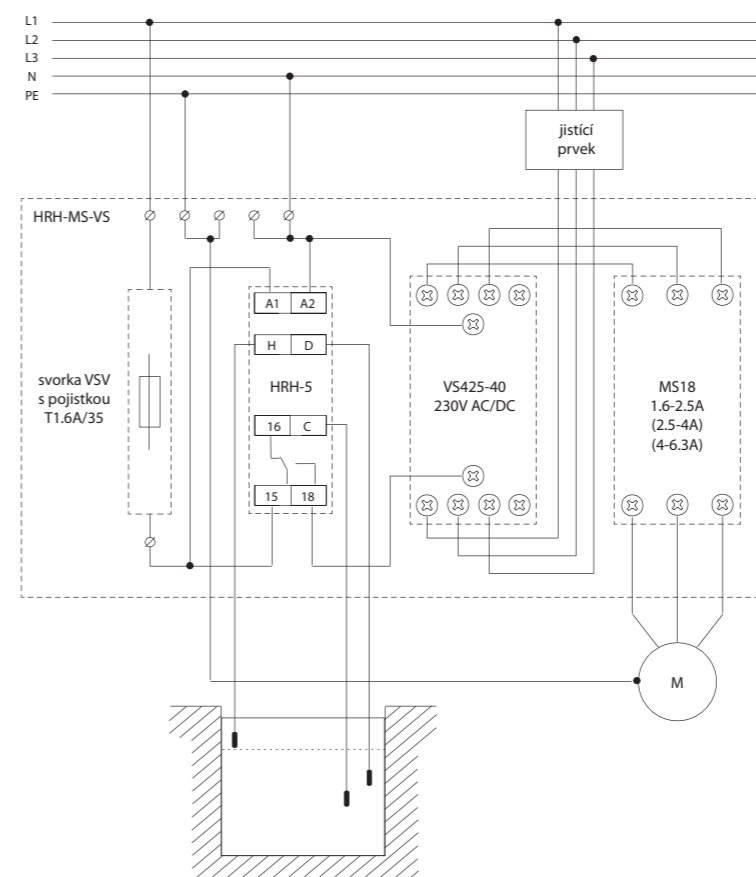 L1
L2
L3
N
PE
jistící
prvek
HRH-MS-VS
A1 A2
H D
svorka VSV
s pojistkou
T1.6A/35
HRH-5
VS425-40
230V AC/DC
MS18
1.6-2.5A
(2.5-4A)
(4-6.3A)
16 C
15 18
M